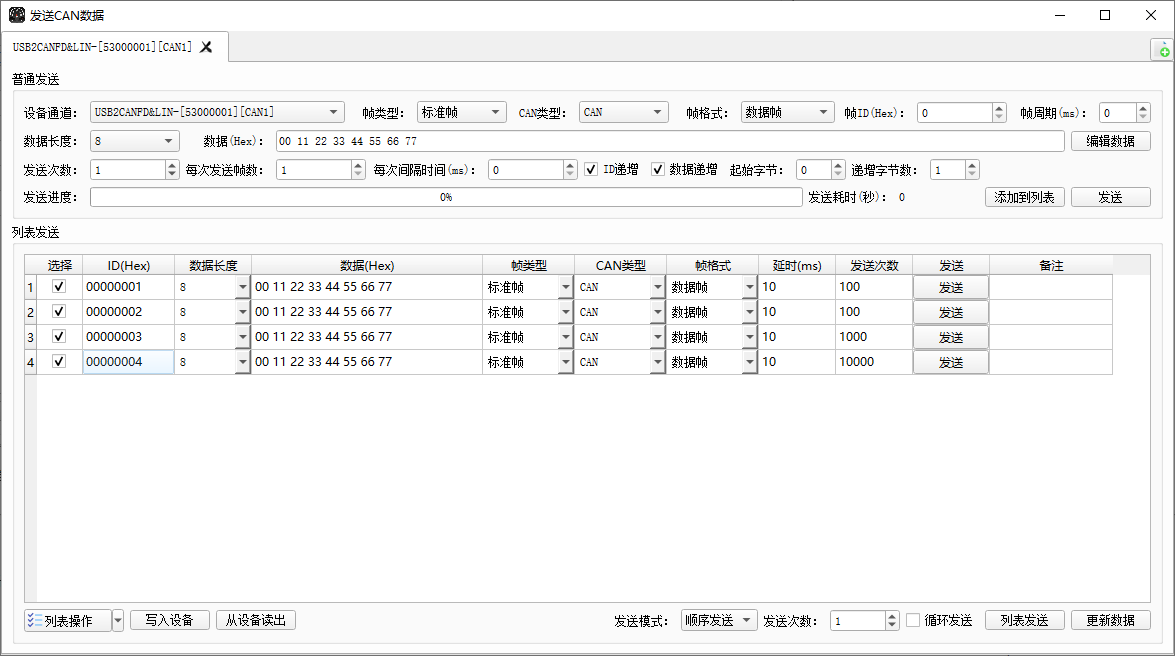 发送CAN数据
USB2CANFD&LIN-[53000001][CAN1]
普通发送
设备通道: USB2CANFD&LIN-[53000001][CAN1] 帧类型: 标准帧 CAN类型: CAN 帧格式: 数据帧 帧ID(Hex): 0 帧周期(ms): 0
数据长度: 8 数据(Hex): 00 11 22 33 44 55 66 77 编辑数据
发送次数: 1 每次发送帧数: 1 每次间隔时间(ms): 0 ID递增 数据递增 起始字节: 0 递增字节数: 1
发送进度: 0% 发送耗时(秒): 0 添加到列表 发送
列表发送
选择 ID(Hex) 数据长度 数据(Hex) 帧类型 CAN类型 帧格式 延时(ms) 发送次数 发送 备注
1 00000001 8 00 11 22 33 44 55 66 77 标准帧 CAN 数据帧 10 100 发送
2 00000002 8 00 11 22 33 44 55 66 77 标准帧 CAN 数据帧 10 100 发送
3 00000003 8 00 11 22 33 44 55 66 77 标准帧 CAN 数据帧 10 1000 发送
4 00000004 8 00 11 22 33 44 55 66 77 标准帧 CAN 数据帧 10 10000 发送
列表操作 写入设备 从设备读出 发送模式: 顺序发送 发送次数: 1 循环发送 列表发送 更新数据